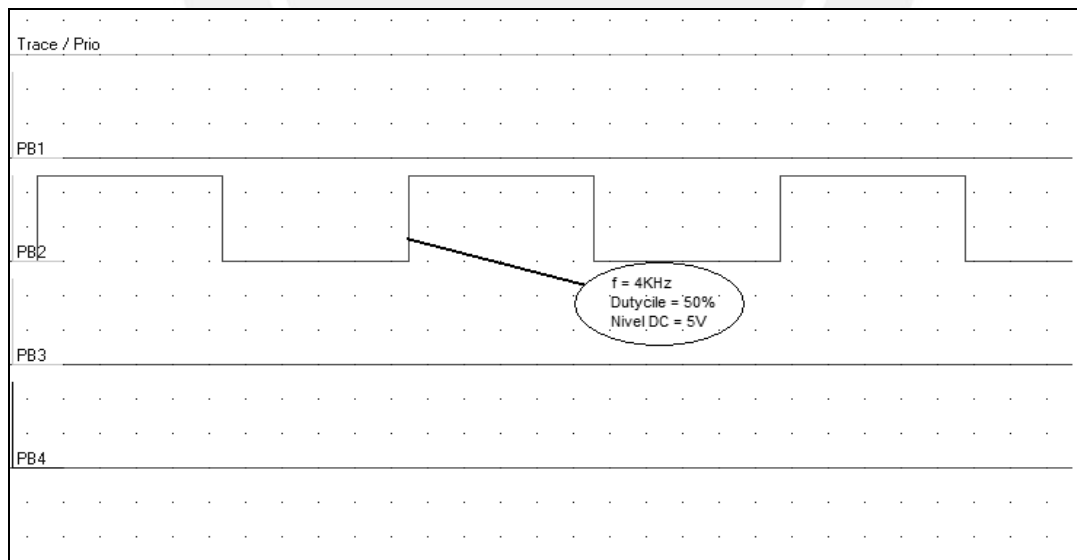 Trace / Prio
PB1
PB2
f = 4KHz
Dutycile = 50%
Nivel DC = 5V
PB3
PB4